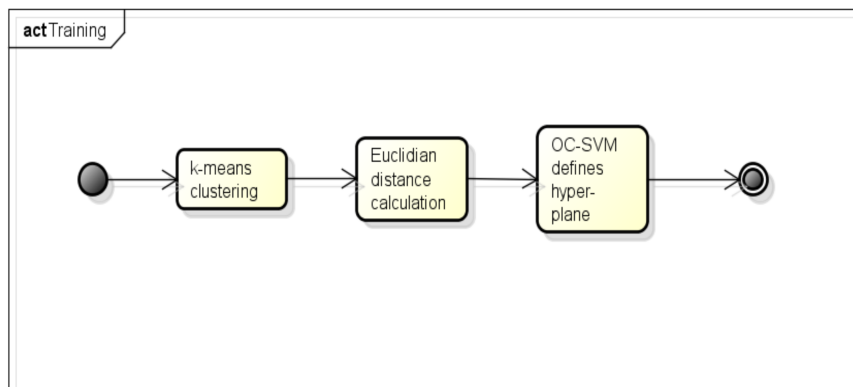 act Training
k-means
clustering
Euclidian
distance
calculation
OC-SVM
defines
hyper-
plane